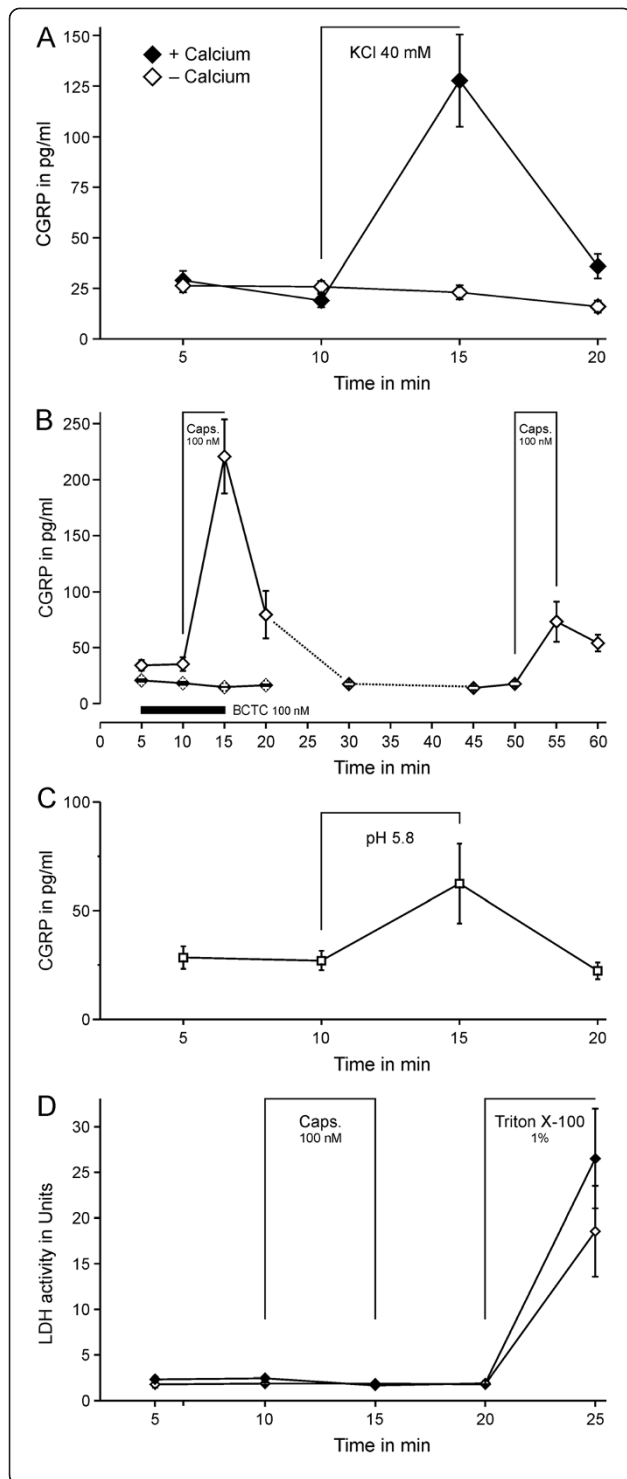 A
CGRP in pg/ml
150
125
100
75
50
25
0
+ Calcium
– Calcium
KCl 40 mM
5 10 15 20
Time in min
B
CGRP in pg/ml
250
200
150
100
50
0
Caps.
100 nM
Caps.
100 nM
BCTC 100 nM
0 5 10 15 20 25 30 35 40 45 50 55 60
Time in min
C
CGRP in pg/ml
100
50
0
pH 5.8
5 10 15 20
Time in min
D
LDH activity in Units
30
25
20
15
10
5
0
Caps.
100 nM
Triton X-100
1%
5 10 15 20 25
Time in min